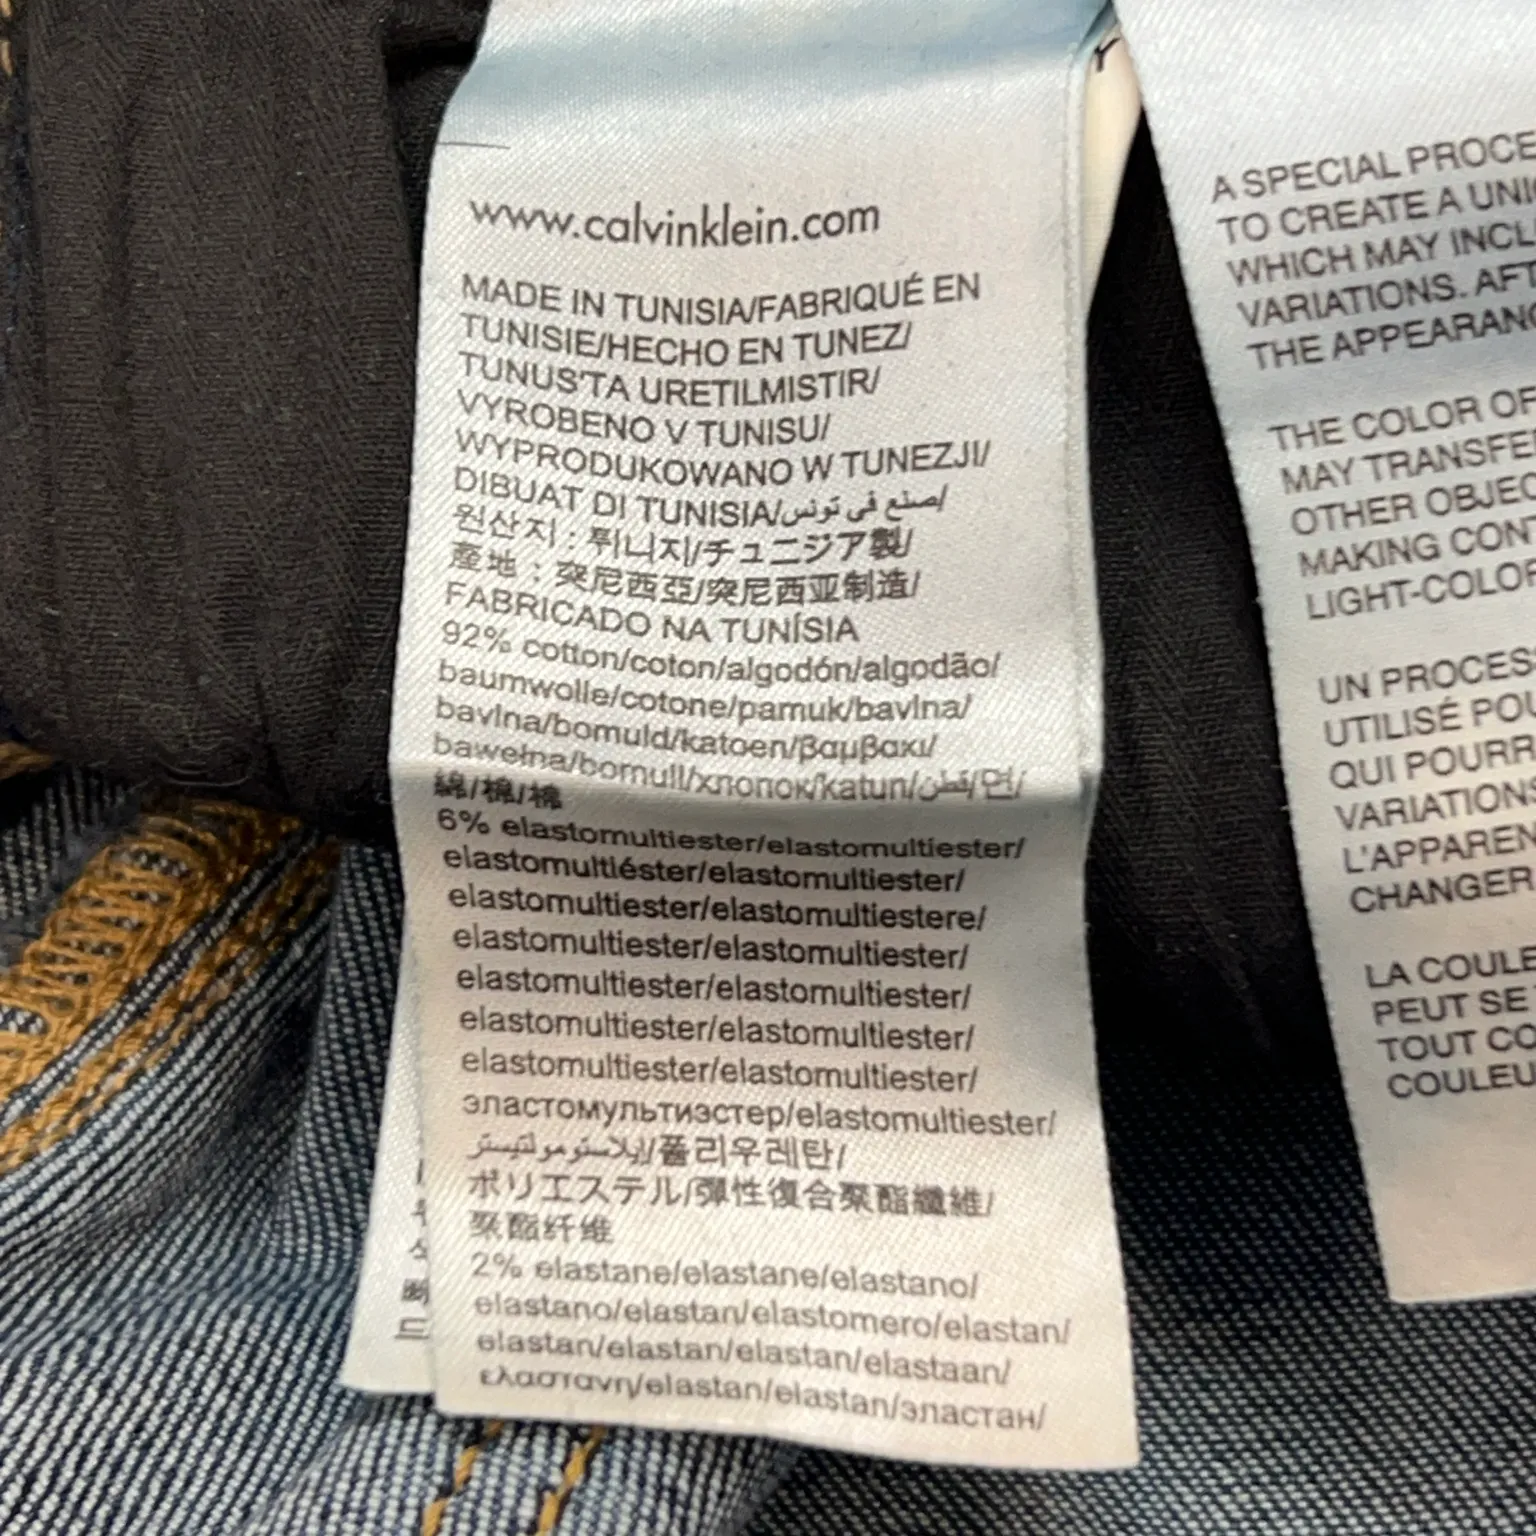 www.calvinklein.com
MADE IN TUNISIA/FABRIQUÉ EN
TUNISIE/HECHO EN TUNEZ/
TUNUS'TA URETILMISTIR/
VYROBENO V TUNISU/
WYPRODUKOWANO W TUNEZJI/
DIBUAT DI TUNISIA/صنع في تونس/
원산지 : 튀니지/チュニジア製/
產地 : 突尼西亞/突尼西亚制造/
FABRICADO NA TUNÍSIA
92% cotton/coton/algodón/algodão/
baumwolle/cotone/pamuk/bavlna/
bavlna/bomuld/katoen/βαμβακι/
bawełna/bomull/хлопок/katun/قطن/면/
綿/棉/棉
6% elastomultiester/elastomultiester/
elastomultiéster/elastomultiester/
elastomultiester/elastomultiestere/
elastomultiester/elastomultiester/
elastomultiester/elastomultiester/
elastomultiester/elastomultiester/
elastomultiester/elastomultiester/
эластомультиэстер/elastomultiester/
إيلاستومولتيستر/폴리우레탄/
ポリエステル/彈性復合聚酯纖維/
聚酯纤维
2% elastane/elastane/elastano/
elastano/elastan/elastomero/elastan/
elastan/elastan/elastan/elastaan/
ελαστανη/elastan/elastan/эластан/
A SPECIAL PROCE
TO CREATE A UNI
WHICH MAY INCL
VARIATIONS. AFT
THE APPEARAN
THE COLOR OF
MAY TRANSFE
OTHER OBJEC
MAKING CON
LIGHT-COLOR
UN PROCES
UTILISÉ POU
QUI POURR
VARIATIONS
L'APPAREN
CHANGER
LA COULE
PEUT SE
TOUT CO
COULEU